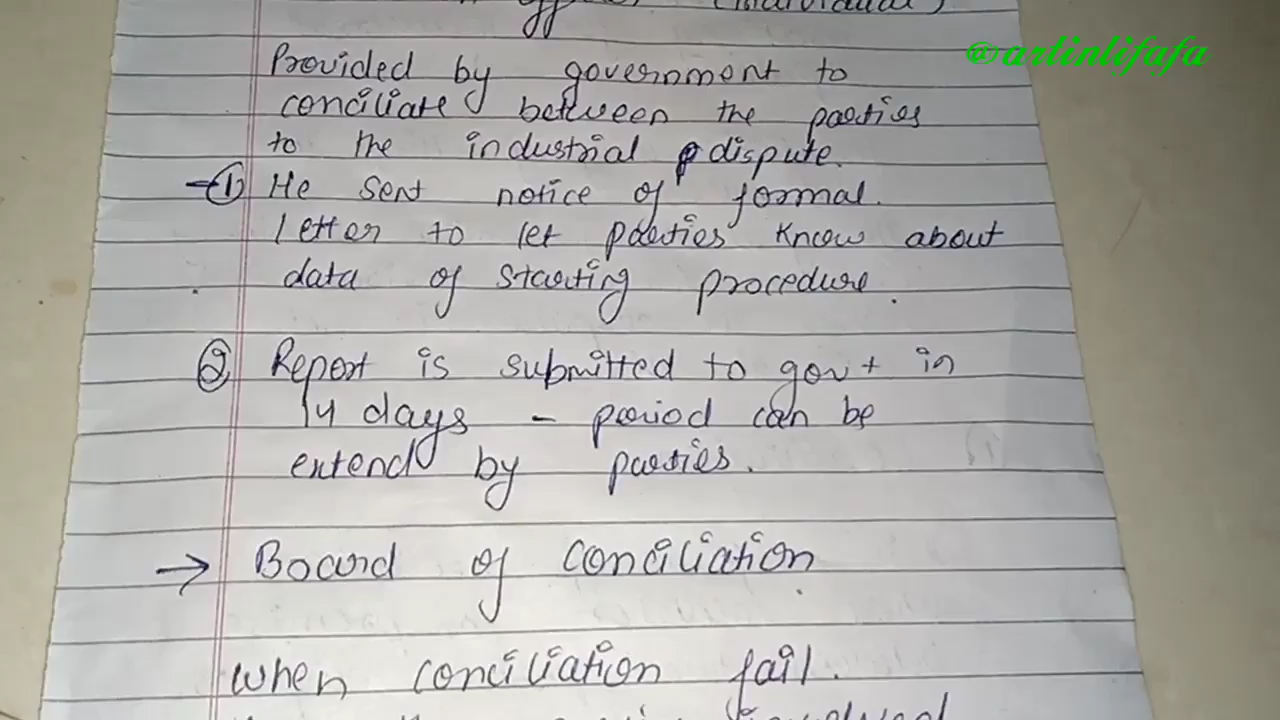 (Individual)
@artinlifafa
Provided by government to
conciliate between the parties
to the industrial dispute.
① He sent notice of formal.
letter to let parties know about
data of starting procedure.
② Report is submitted to govt in
14 days - period can be
extend by parties.
→ Board of conciliation
when conciliation fail.